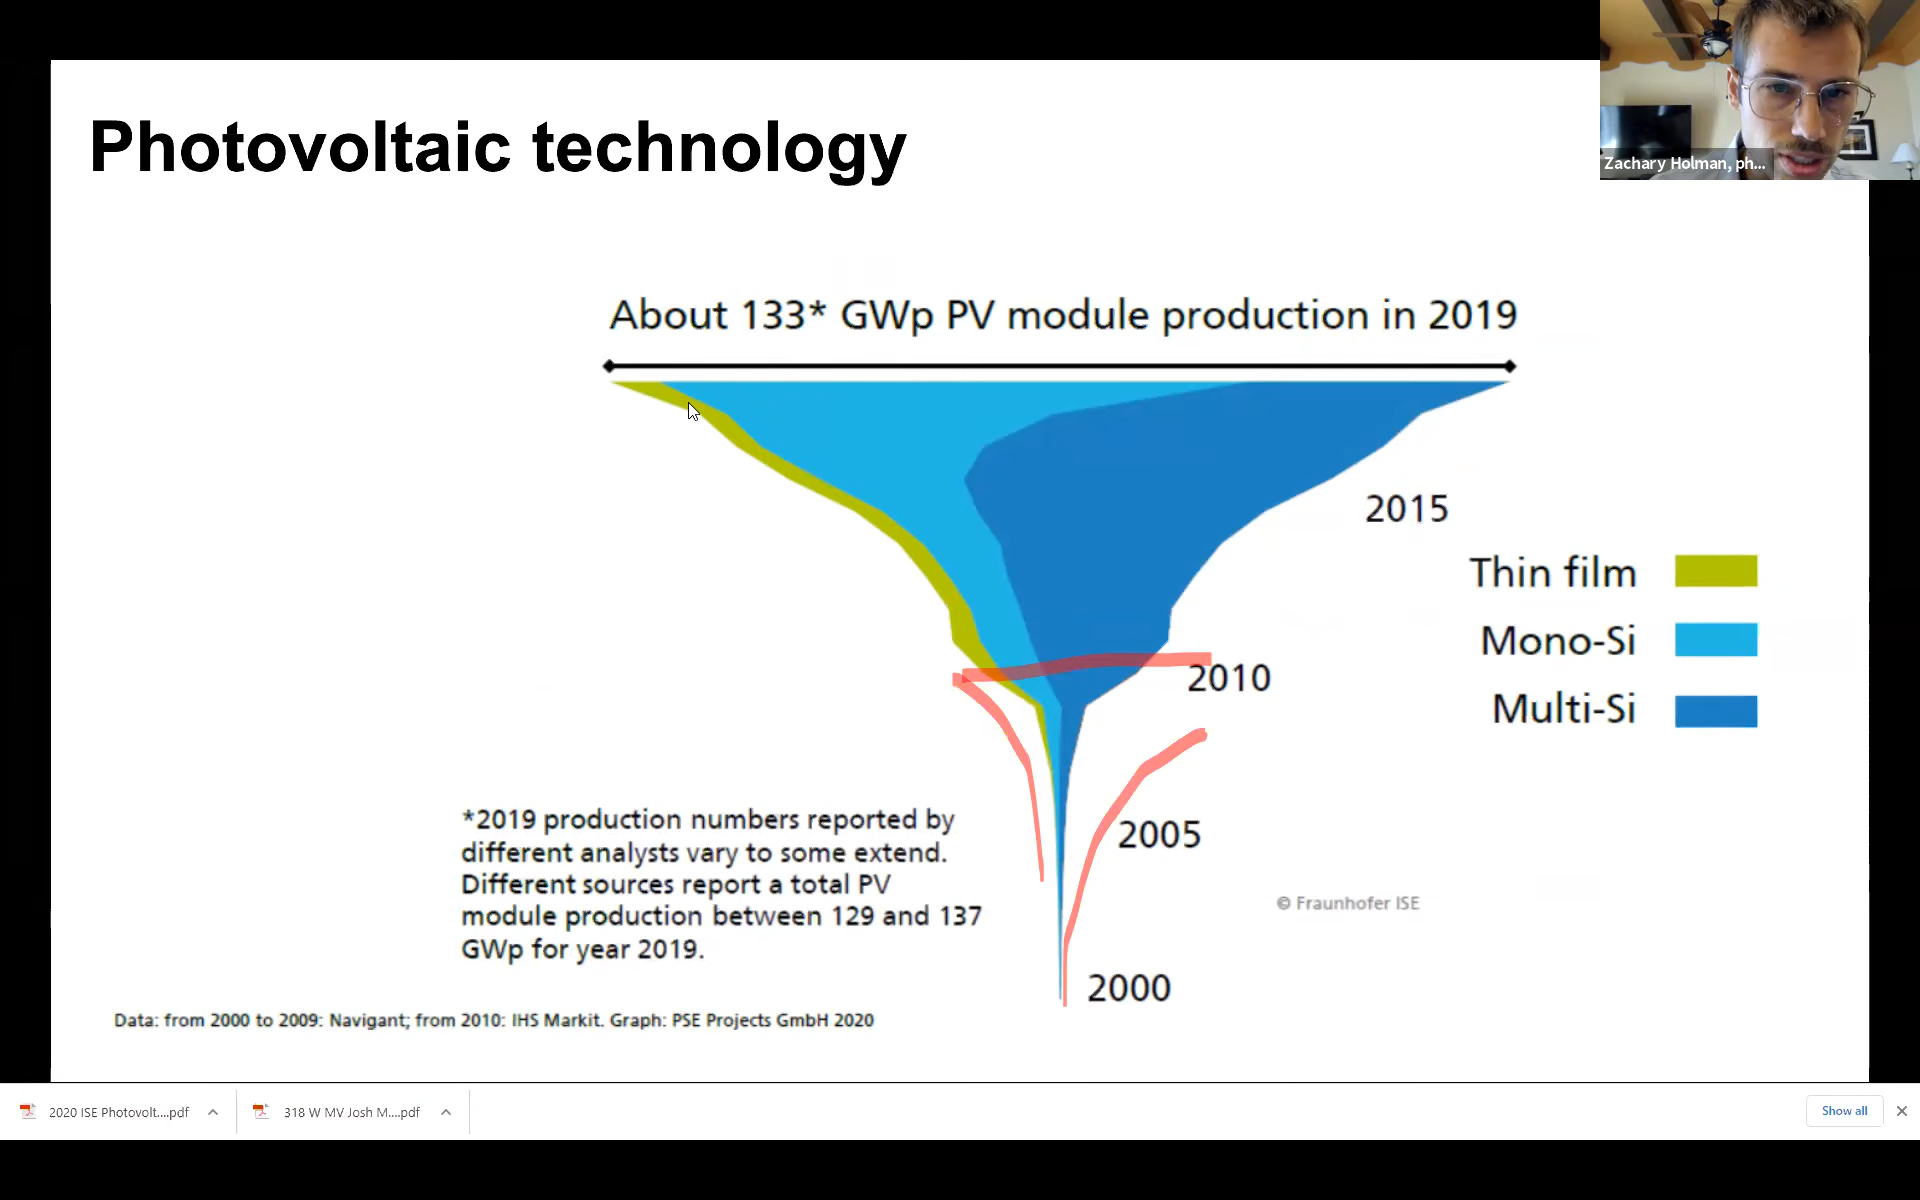 Photovoltaic technology
Zachary Holman, ph...
About 133* GWp PV module production in 2019
2015
Thin film
Mono-Si
2010
Multi-Si
*2019 production numbers reported by
different analysts vary to some extend.
Different sources report a total PV
module production between 129 and 137
GWp for year 2019.
2005
© Fraunhofer ISE
2000
Data: from 2000 to 2009: Navigant; from 2010: IHS Markit. Graph: PSE Projects GmbH 2020
2020 ISE Photovolt....pdf
318 W MV Josh M....pdf
Show all